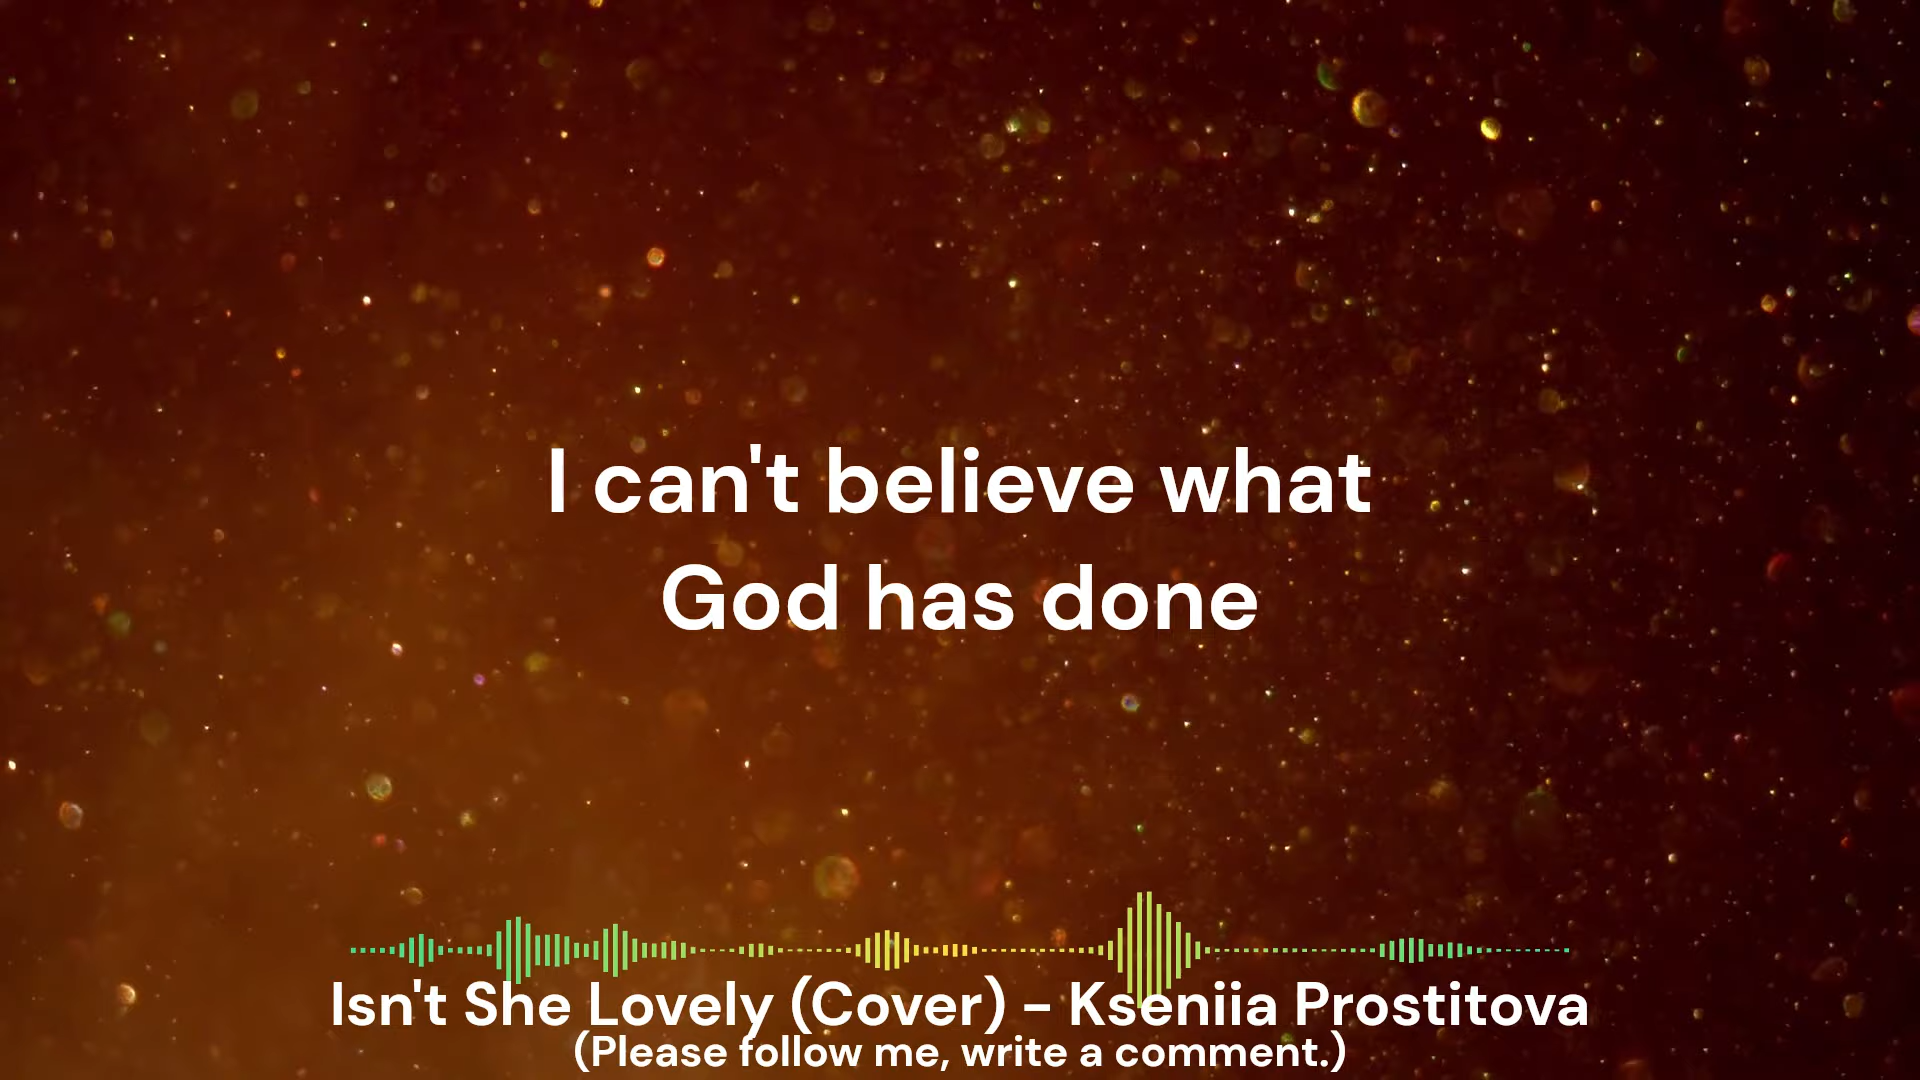 I can't believe what
God has done
Isn't She Lovely (Cover) – Kseniia Prostitova
(Please follow me, write a comment.)